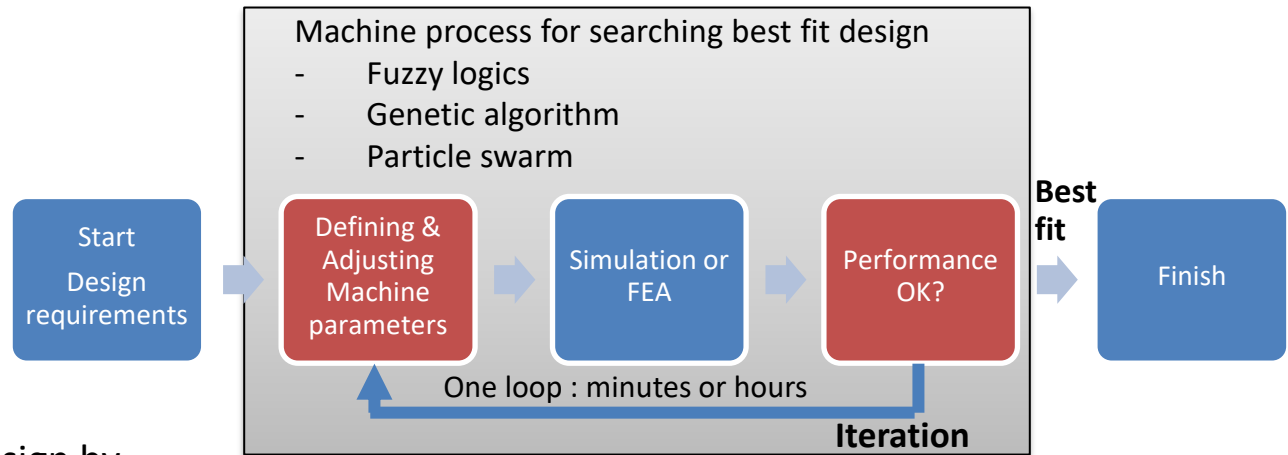 Machine process for searching best fit design
- Fuzzy logics
- Genetic algorithm
- Particle swarm
Start
Design
requirements
Defining &
Adjusting
Machine
parameters
Simulation or
FEA
Performance
OK?
Best
fit
Finish
One loop : minutes or hours
Iteration